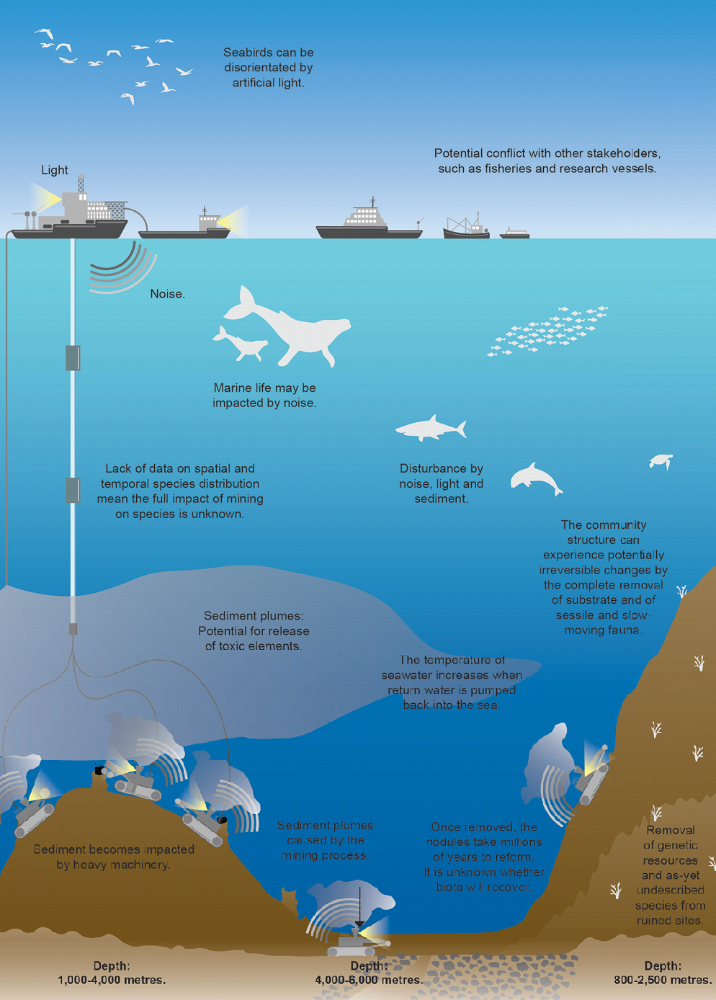 Seabirds can be
disorientated by
artificial light.
Potential conflict with other stakeholders,
such as fisheries and research vessels.
Light
Noise.
Marine life may be
impacted by noise.
Lack of data on spatial and
temporal species distribution
mean the full impact of mining
on species is unknown.
Disturbance by
noise, light and
sediment.
The community
structure can
experience potentially
irreversible changes by
the complete removal
of substrate and of
sessile and slow-
moving fauna.
Sediment plumes:
Potential for release
of toxic elements.
The temperature of
seawater increases when
return water is pumped
back into the sea.
Sediment becomes impacted
by heavy machinery.
Sediment plumes
caused by the
mining process.
Once removed, the
nodules take millions
of years to reform.
It is unknown whether
biota will recover.
Removal
of genetic
resources
and as-yet
undescribed
species from
ruined sites.
Depth:
1,000-4,000 metres.
Depth:
4,000-6,000 metres.
Depth:
800-2,500 metres.